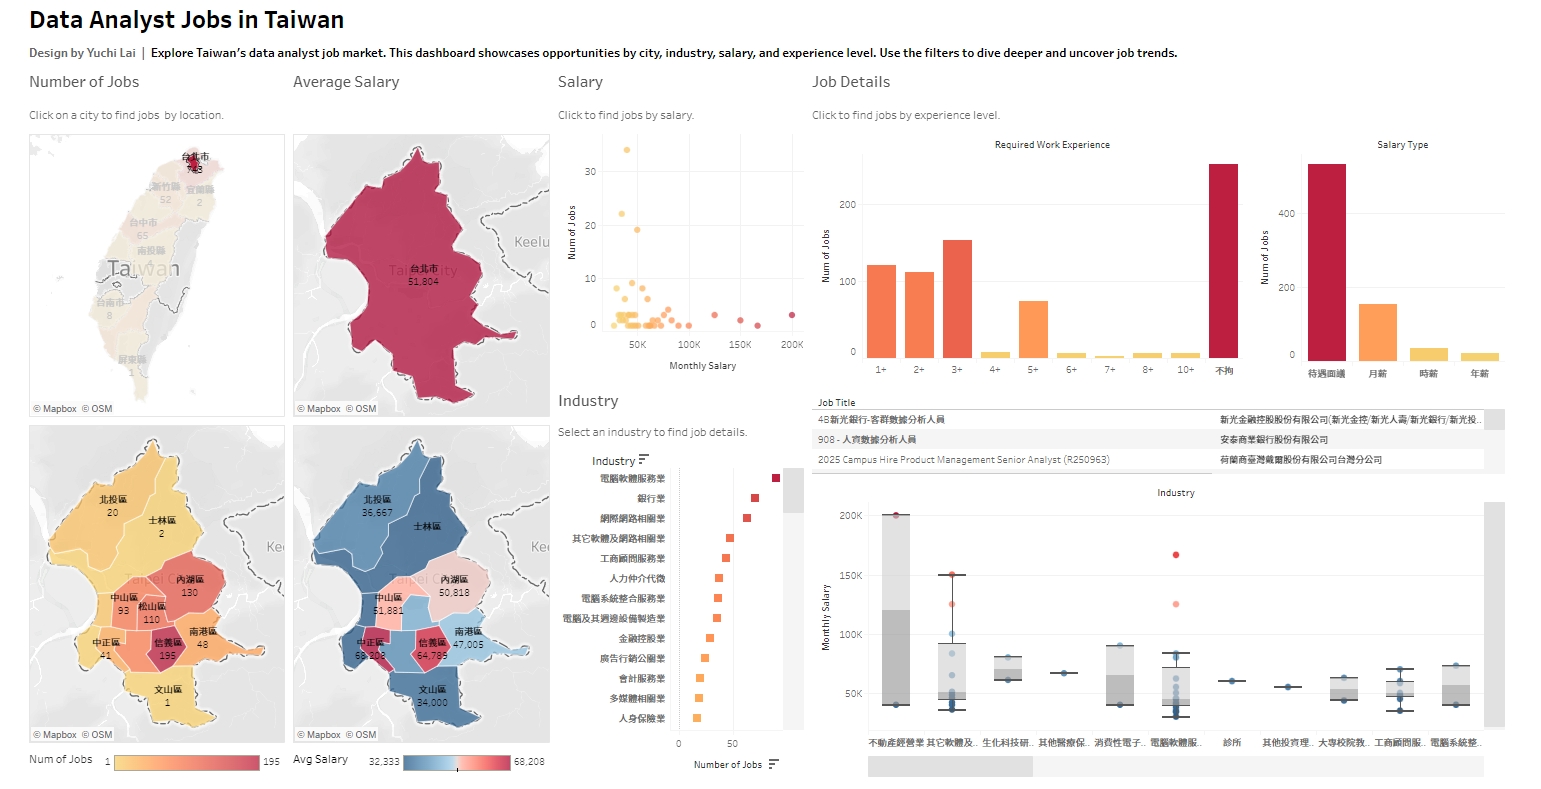 Data Analyst Jobs in Taiwan
Design by Yuchi Lai | Explore Taiwan's data analyst job market. This dashboard showcases opportunities by city, industry, salary, and experience level. Use the filters to dive deeper and uncover job trends.
Number of Jobs
Click on a city to find jobs by location.
台北市
743
新竹縣
52
宜蘭縣
2
台中市
65
南投縣
Taiwan
台南市
8
屏東縣
1
© Mapbox © OSM
Average Salary
Keelu
Taipei City
台北市
51,804
© Mapbox © OSM
北投區
20
士林區
2
Ke
Taipei C
內湖區
130
中山區
93
松山區
110
中正區
41
信義區
195
南港區
48
文山區
1
© Mapbox © OSM
Num of Jobs 1 195
北投區
36,667
士林區
Ke
內湖區
50,818
中山區
51,881
中正區
68,208
信義區
64,785
南港區
47,005
文山區
34,000
© Mapbox © OSM
Avg Salary 32,333 68,208
Salary
Click to find jobs by salary.
Num of Jobs
30
20
10
0
50K 100K 150K 200K
Monthly Salary
Industry
Select an industry to find job details.
Industry
電腦軟體服務業
銀行業
網際網路相關業
其它軟體及網路相關業
工商顧問服務業
人力仲介代徵
電腦系統整合服務業
電腦及其週邊設備製造業
金融控股業
廣告行銷公關業
會計服務業
多媒體相關業
人身保險業
0 50
Number of Jobs
Job Details
Click to find jobs by experience level.
Required Work Experience
Num of Jobs
200
100
0
1+ 2+ 3+ 4+ 5+ 6+ 7+ 8+ 10+ 不拘
Salary Type
Num of Jobs
400
200
0
待遇面議 月薪 時薪 年薪
Job Title
4B新光銀行-客群數據分析人員 新光金融控股股份有限公司(新光金控/新光人壽/新光銀行/新光投..
908 - 人資數據分析人員 安泰商業銀行股份有限公司
2025 Campus Hire Product Management Senior Analyst (R250963) 荷蘭商臺灣戴爾股份有限公司台灣分公司
Industry
Monthly Salary
200K
150K
100K
50K
不動產經營業 其它軟體及.. 生化科技研.. 其他醫療保.. 消費性電子.. 電腦軟體服.. 診所 其他投資理.. 大專校院教.. 工商顧問服.. 電腦系統整..